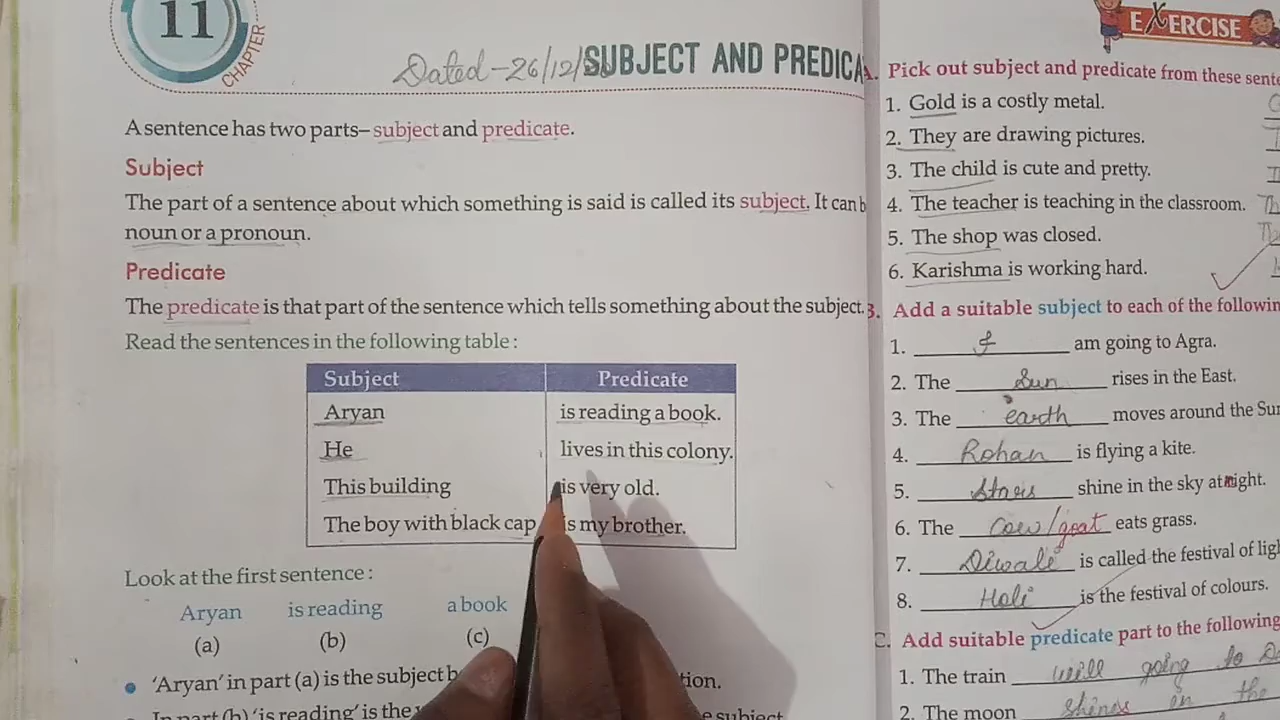 11
CHAPTER
Dated-26/12/
SUBJECT AND PREDICA
A sentence has two parts– subject and predicate.
Subject
The part of a sentence about which something is said is called its subject. It can b
noun or a pronoun.
Predicate
The predicate is that part of the sentence which tells something about the subject.
Read the sentences in the following table :
Subject Predicate
Aryan is reading a book.
He lives in this colony.
This building is very old.
The boy with black cap is my brother.
Look at the first sentence :
Aryan is reading a book
(a) (b) (c)
• 'Aryan' in part (a) is the subject b tion.
In part (b) 'is reading' is the e subject
EXERCISE
A. Pick out subject and predicate from these sent
1. Gold is a costly metal.
2. They are drawing pictures.
3. The child is cute and pretty.
4. The teacher is teaching in the classroom. Th
5. The shop was closed.
6. Karishma is working hard.
B. Add a suitable subject to each of the followin
1. I am going to Agra.
2. The Sun rises in the East.
3. The earth moves around the Su
4. Rohan is flying a kite.
5. Stars shine in the sky at night.
6. The cow/goat eats grass.
7. Diwali is called the festival of lig
8. Holi is the festival of colours.
C. Add suitable predicate part to the following
1. The train will going to D
2. The moon shines in the